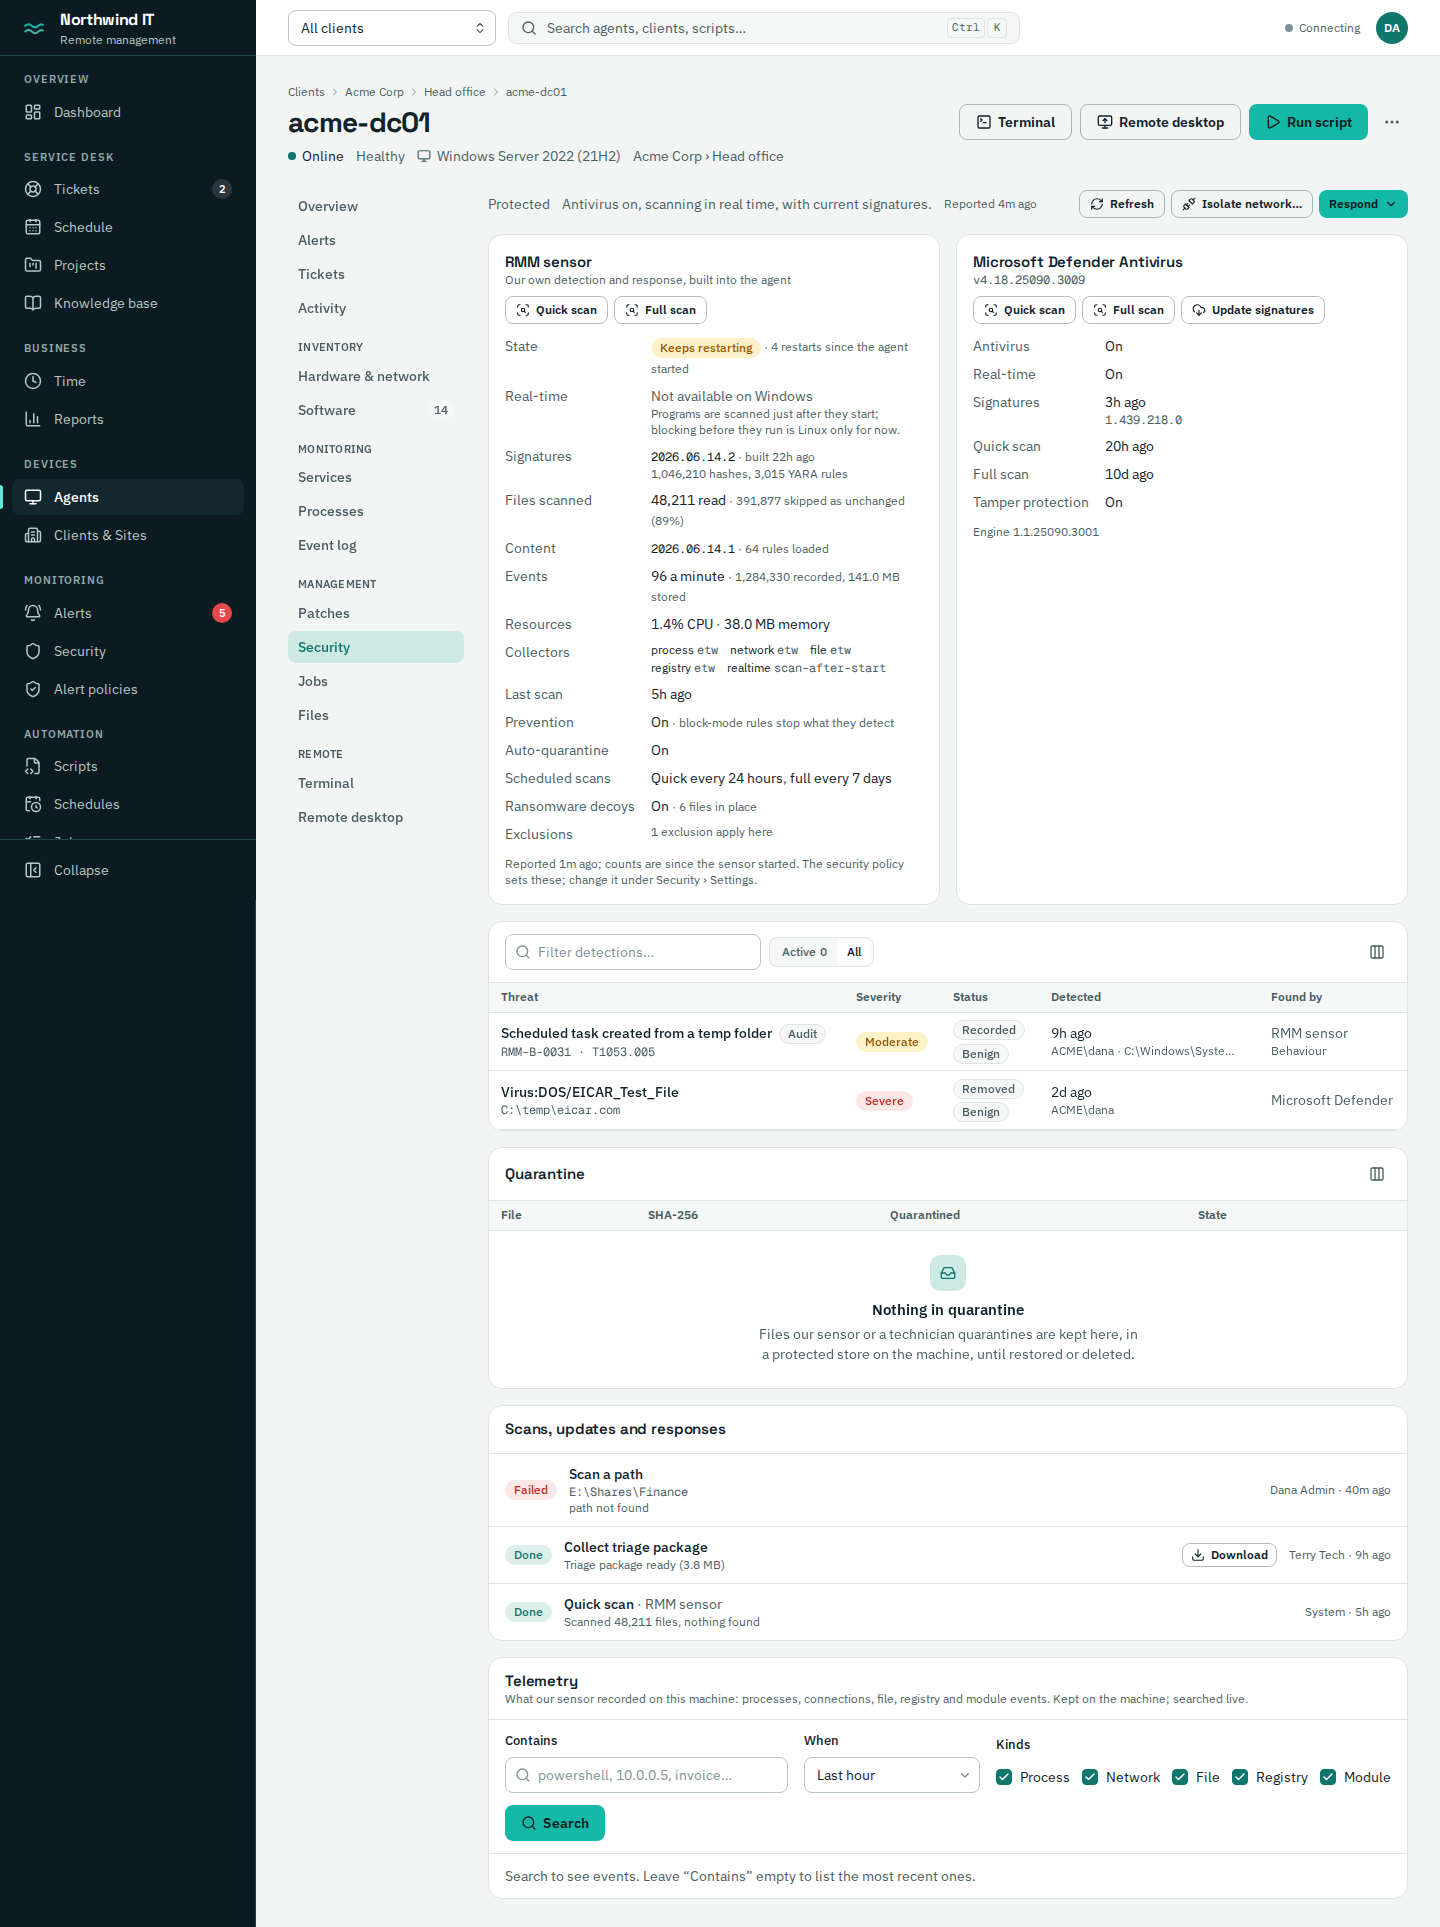 Northwind IT
Remote management
All clients
Search agents, clients, scripts...
Ctrl K
Connecting
DA
OVERVIEW
Dashboard
SERVICE DESK
Tickets
2
Schedule
Projects
Knowledge base
BUSINESS
Time
Reports
DEVICES
Agents
Clients & Sites
MONITORING
Alerts
5
Security
Alert policies
AUTOMATION
Scripts
Schedules
Collapse
Clients > Acme Corp > Head office > acme-dc01
acme-dc01
Terminal
Remote desktop
Run script
Online Healthy Windows Server 2022 (21H2) Acme Corp › Head office
Overview
Alerts
Tickets
Activity
INVENTORY
Hardware & network
Software 14
MONITORING
Services
Processes
Event log
MANAGEMENT
Patches
Security
Jobs
Files
REMOTE
Terminal
Remote desktop
Protected Antivirus on, scanning in real time, with current signatures. Reported 4m ago
Refresh
Isolate network...
Respond
RMM sensor
Our own detection and response, built into the agent
Quick scan
Full scan
State Keeps restarting · 4 restarts since the agent
started
Real-time Not available on Windows
Programs are scanned just after they start;
blocking before they run is Linux only for now.
Signatures 2026.06.14.2 · built 22h ago
1,046,210 hashes, 3,015 YARA rules
Files scanned 48,211 read · 391,877 skipped as unchanged
(89%)
Content 2026.06.14.1 · 64 rules loaded
Events 96 a minute · 1,284,330 recorded, 141.0 MB
stored
Resources 1.4% CPU · 38.0 MB memory
Collectors process etw network etw file etw
registry etw realtime scan-after-start
Last scan 5h ago
Prevention On · block-mode rules stop what they detect
Auto-quarantine On
Scheduled scans Quick every 24 hours, full every 7 days
Ransomware decoys On · 6 files in place
Exclusions 1 exclusion apply here
Reported 1m ago; counts are since the sensor started. The security policy
sets these; change it under Security › Settings.
Microsoft Defender Antivirus
v4.18.25090.3009
Quick scan
Full scan
Update signatures
Antivirus On
Real-time On
Signatures 3h ago
1.439.218.0
Quick scan 20h ago
Full scan 10d ago
Tamper protection On
Engine 1.1.25090.3001
Filter detections...
Active 0
All
Threat Severity Status Detected Found by
Scheduled task created from a temp folder Audit
RMM-B-0031 · T1053.005
Moderate
Recorded
Benign
9h ago
ACME\dana · C:\Windows\Syste...
RMM sensor
Behaviour
Virus:DOS/EICAR_Test_File
C:\temp\eicar.com
Severe
Removed
Benign
2d ago
ACME\dana
Microsoft Defender
Quarantine
File SHA-256 Quarantined State
Nothing in quarantine
Files our sensor or a technician quarantines are kept here, in
a protected store on the machine, until restored or deleted.
Scans, updates and responses
Failed
Scan a path
E:\Shares\Finance
path not found
Dana Admin · 40m ago
Done
Collect triage package
Triage package ready (3.8 MB)
Download
Terry Tech · 9h ago
Done
Quick scan · RMM sensor
Scanned 48,211 files, nothing found
System · 5h ago
Telemetry
What our sensor recorded on this machine: processes, connections, file, registry and module events. Kept on the machine; searched live.
Contains
powershell, 10.0.0.5, invoice...
When
Last hour
Kinds
Process Network File Registry Module
Search
Search to see events. Leave “Contains” empty to list the most recent ones.